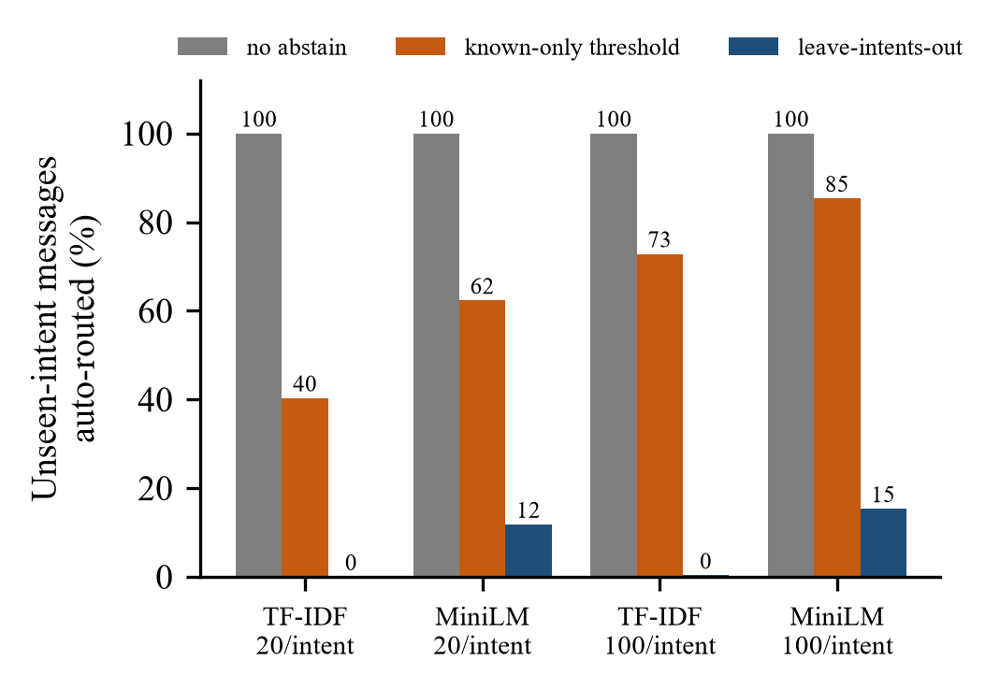 no abstain known-only threshold leave-intents-out
Unseen-intent messages
auto-routed (%)
100
80
60
40
20
0
100 40 0
100 62 12
100 73 0
100 85 15
TF-IDF
20/intent
MiniLM
20/intent
TF-IDF
100/intent
MiniLM
100/intent